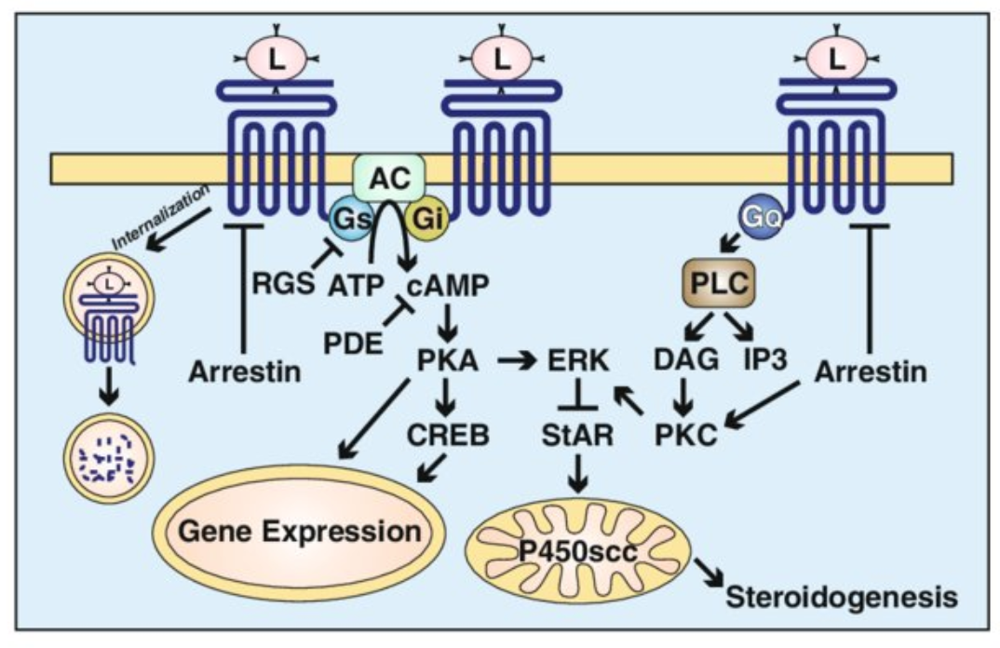 L
L
L
AC
Internalization
Gs
Gi
GQ
L
RGS
ATP
cAMP
PLC
PDE
Arrestin
PKA
ERK
DAG
IP3
Arrestin
CREB
StAR
PKC
Gene Expression
P450scc
Steroidogenesis